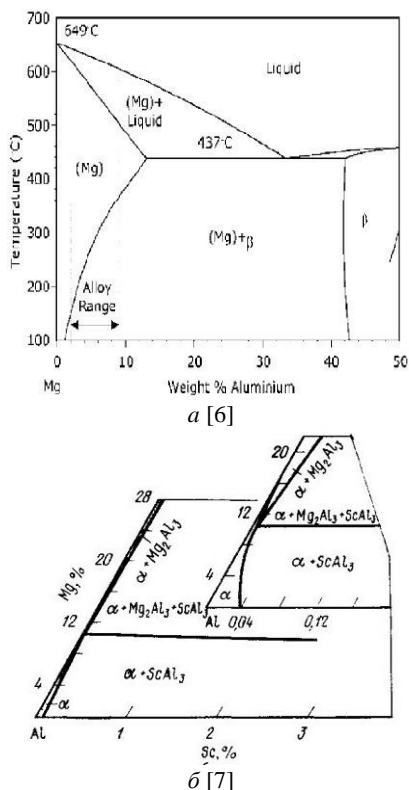 700
649°C
600
Liquid
(Mg)+
Liquid
500
437°C
Temperature (°C)
400
(Mg)
300
(Mg)+β
β
200
Alloy
Range
100
0 10 20 30 40 50
Mg Weight % Aluminium
а [6]
20
α+Mg₂Al₃
12
α+Mg₂Al₃+ScAl₃
28
α+Mg₂Al₃
Mg,%
20
4
α+ScAl₃
α
α+Mg₂Al₃+ScAl₃
Al 0,04 0,12
12
α+ScAl₃
4
α
Al 1 2 3
Sc,%
б [7]